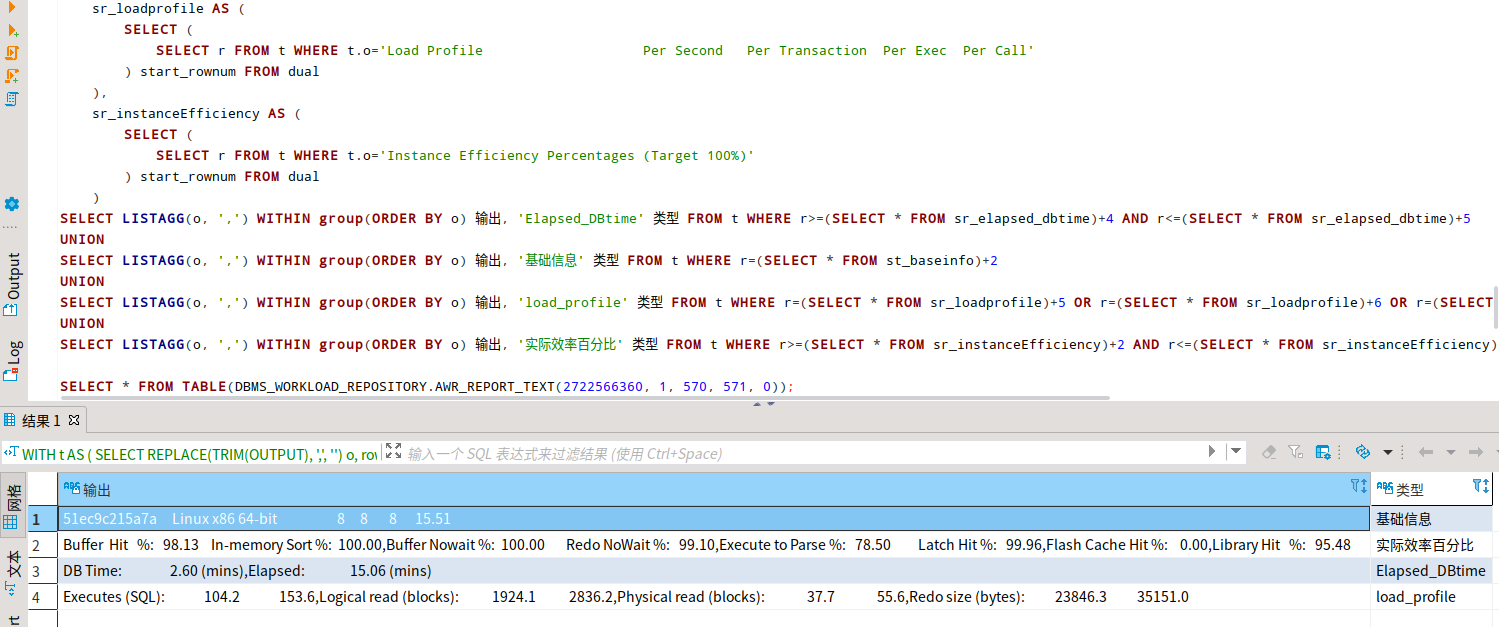 sr_loadprofile AS (
SELECT (
SELECT r FROM t WHERE t.o='Load Profile                    Per Second   Per Transaction  Per Exec  Per Call'
) start_rownum FROM dual
),
sr_instanceEfficiency AS (
SELECT (
SELECT r FROM t WHERE t.o='Instance Efficiency Percentages (Target 100%)'
) start_rownum FROM dual
)
SELECT LISTAGG(o, ',') WITHIN group(ORDER BY o) 输出, 'Elapsed_DBtime' 类型 FROM t WHERE r>=(SELECT * FROM sr_elapsed_dbtime)+4 AND r<=(SELECT * FROM sr_elapsed_dbtime)+5
UNION
SELECT LISTAGG(o, ',') WITHIN group(ORDER BY o) 输出, '基础信息' 类型 FROM t WHERE r=(SELECT * FROM st_baseinfo)+2
UNION
SELECT LISTAGG(o, ',') WITHIN group(ORDER BY o) 输出, 'load_profile' 类型 FROM t WHERE r=(SELECT * FROM sr_loadprofile)+5 OR r=(SELECT * FROM sr_loadprofile)+6 OR r=(SELECT
UNION
SELECT LISTAGG(o, ',') WITHIN group(ORDER BY o) 输出, '实际效率百分比' 类型 FROM t WHERE r>=(SELECT * FROM sr_instanceEfficiency)+2 AND r<=(SELECT * FROM sr_instanceEfficiency)
SELECT * FROM TABLE(DBMS_WORKLOAD_REPOSITORY.AWR_REPORT_TEXT(2722566360, 1, 570, 571, 0));
Output
Log
结果 1
WITH t AS ( SELECT REPLACE(TRIM(OUTPUT), ',', '') o, rov
输入一个 SQL 表达式来过滤结果 (使用 Ctrl+Space)
网格
文本
输出 类型
1 51ec9c215a7a Linux x86 64-bit 8 8 8 15.51 基础信息
2 Buffer Hit %: 98.13 In-memory Sort %: 100.00,Buffer Nowait %: 100.00 Redo NoWait %: 99.10,Execute to Parse %: 78.50 Latch Hit %: 99.96,Flash Cache Hit %: 0.00,Library Hit %: 95.48 实际效率百分比
3 DB Time: 2.60 (mins),Elapsed: 15.06 (mins) Elapsed_DBtime
4 Executes (SQL): 104.2 153.6,Logical read (blocks): 1924.1 2836.2,Physical read (blocks): 37.7 55.6,Redo size (bytes): 23846.3 35151.0 load_profile